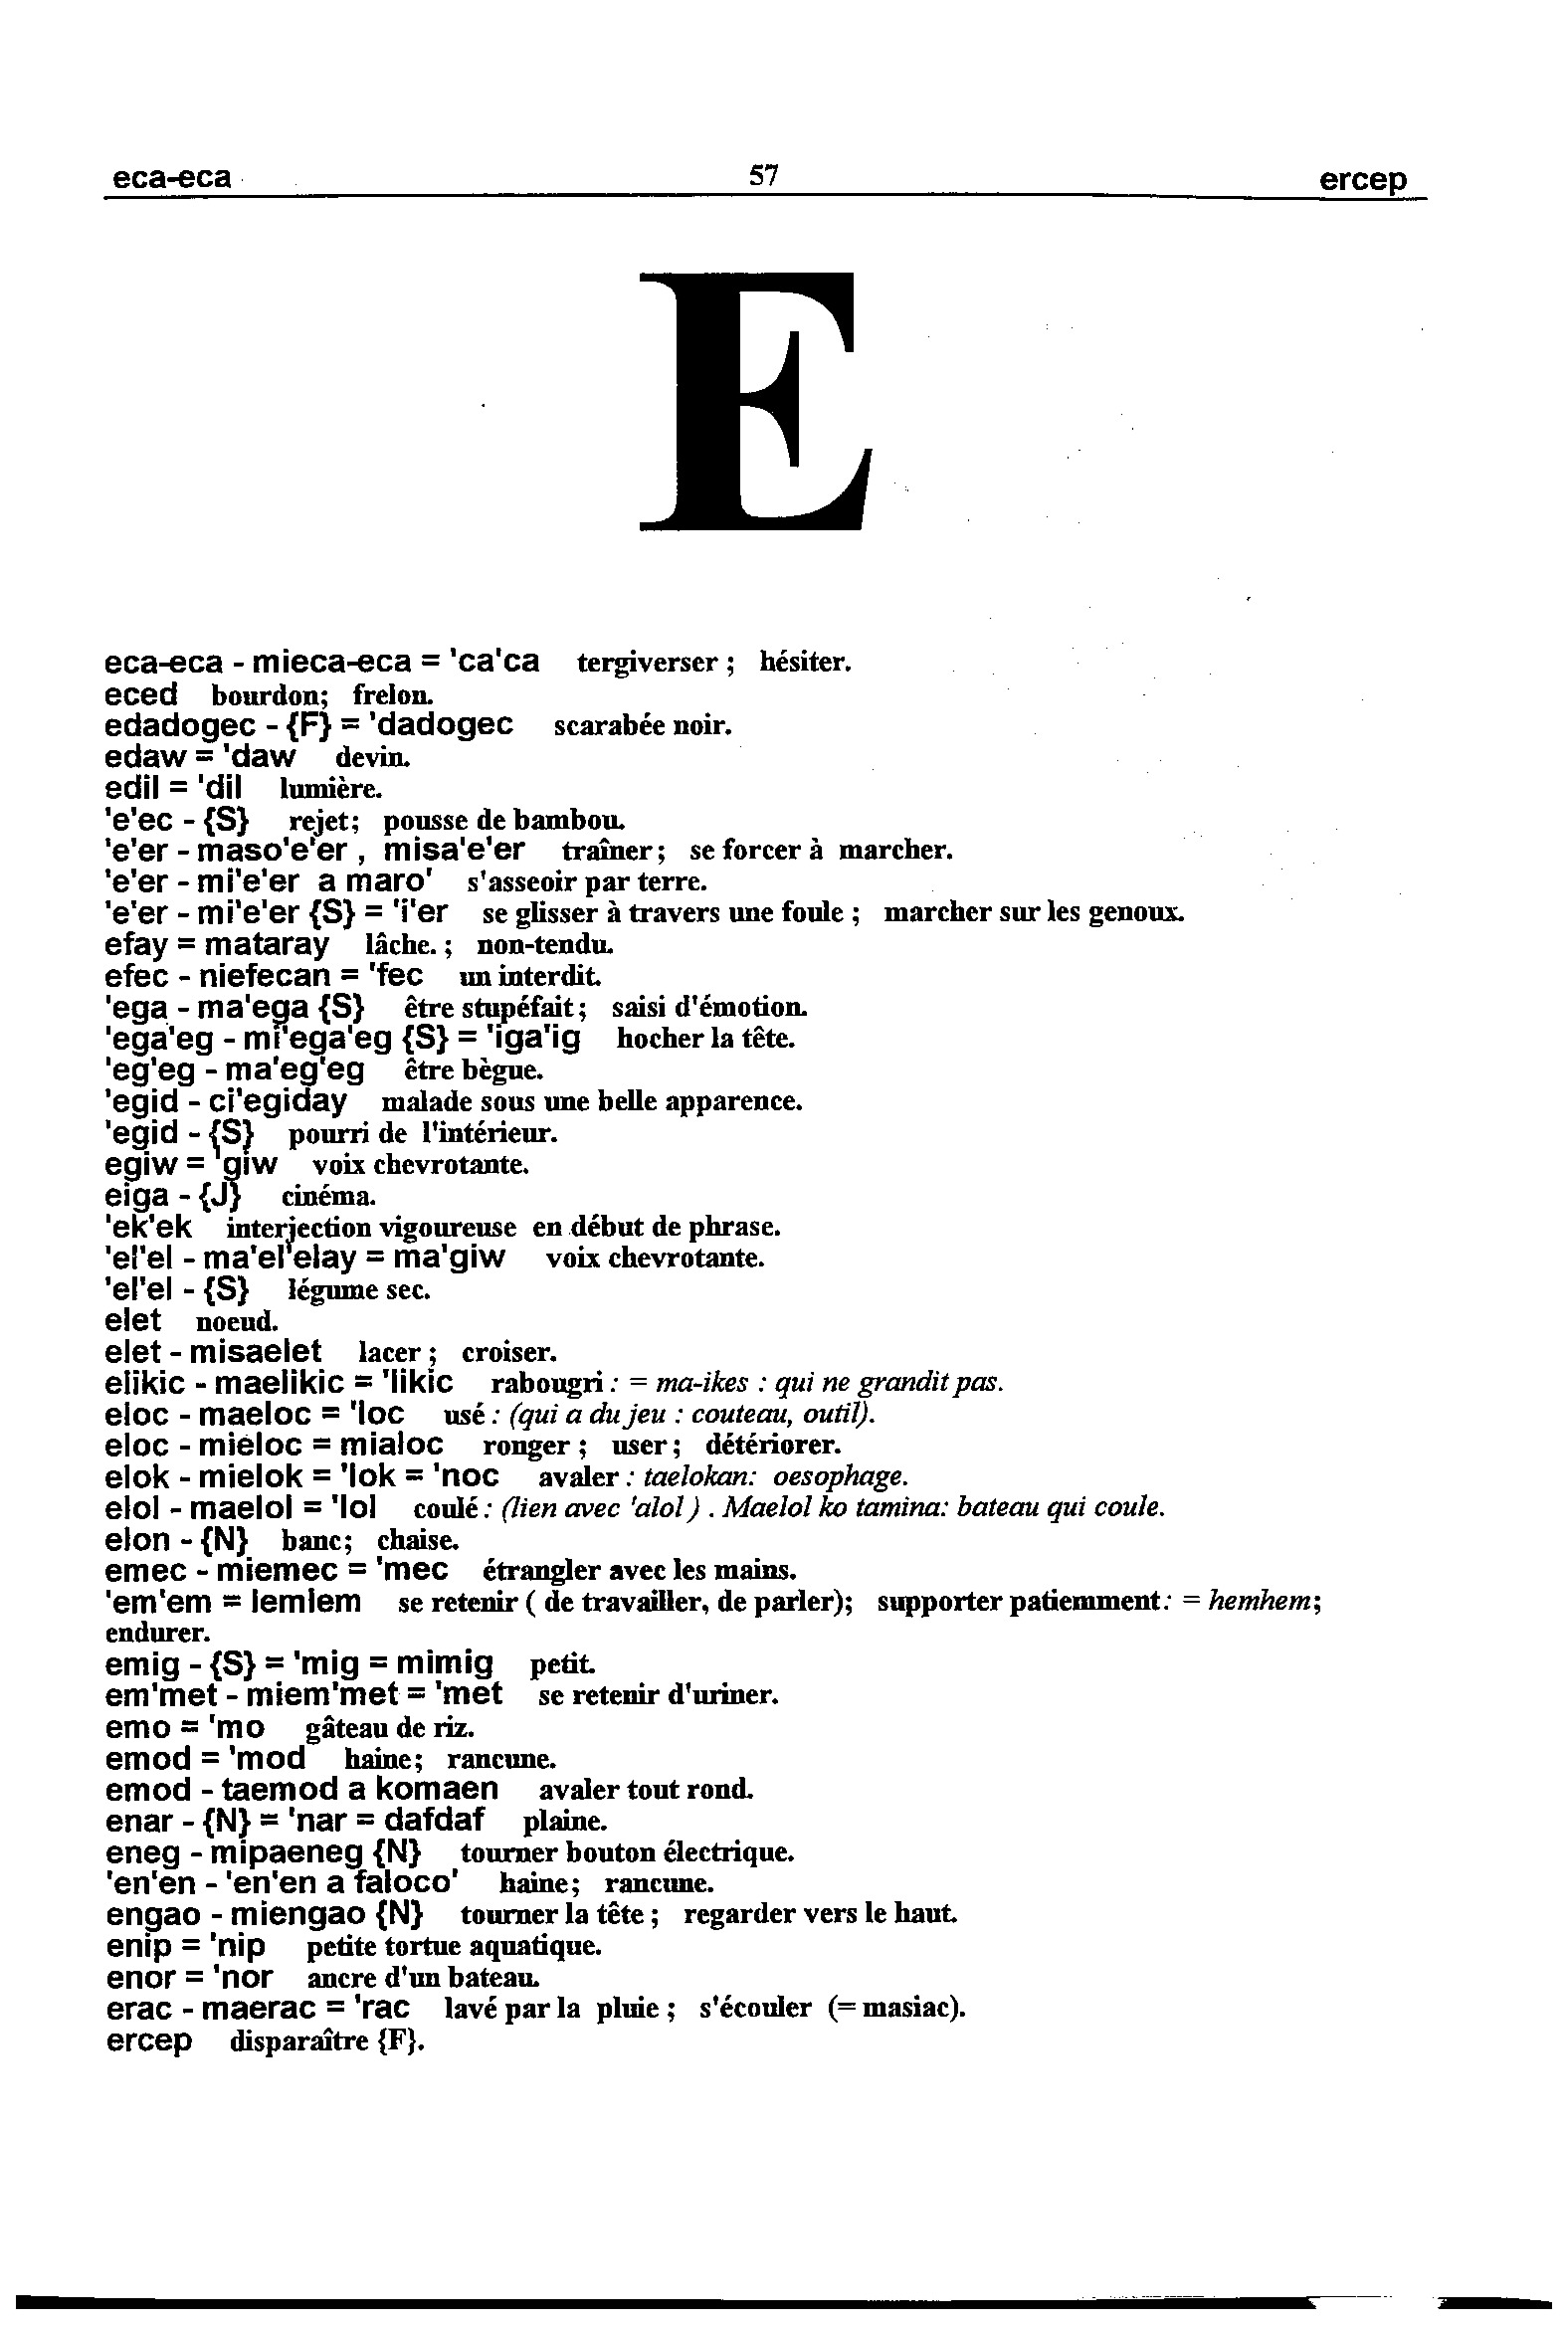 eca-eca 57 ercep
E
eca-eca - mieca-eca = 'ca'ca tergiverser ; hésiter.
eced bourdon; frelon.
edadogec - {F} = 'dadogec scarabée noir.
edaw = 'daw devin.
edil = 'dil lumière.
'e'ec - {S} rejet; pousse de bambou.
'e'er - maso'e'er , misa'e'er traîner ; se forcer à marcher.
'e'er - mi'e'er a maro' s'asseoir par terre.
'e'er - mi'e'er {S} = 'i'er se glisser à travers une foule ; marcher sur les genoux.
efay = mataray lâche. ; non-tendu.
efec - niefecan = 'fec un interdit.
'ega - ma'ega {S} être stupéfait ; saisi d'émotion.
'ega'eg - mi'ega'eg {S} = 'iga'ig hocher la tête.
'eg'eg - ma'eg'eg être bègue.
'egid - ci'egiday malade sous une belle apparence.
'egid - {S} pourri de l'intérieur.
egiw = 'giw voix chevrotante.
eiga - {J} cinéma.
'ek'ek interjection vigoureuse en début de phrase.
'el'el - ma'el'elay = ma'giw voix chevrotante.
'el'el - {S} légume sec.
elet noeud.
elet - misaelet lacer ; croiser.
elikic - maelikic = 'likic rabougri : = ma-ikes : qui ne grandit pas.
eloc - maeloc = 'loc usé : (qui a du jeu : couteau, outil).
eloc - mieloc = mialoc ronger ; user ; détériorer.
elok - mielok = 'lok = 'noc avaler : taelokan: oesophage.
elol - maelol = 'lol coulé : (lien avec 'alol ) . Maelol ko tamina: bateau qui coule.
elon - {N} banc; chaise.
emec - miemec = 'mec étrangler avec les mains.
'em'em = lemlem se retenir ( de travailler, de parler); supporter patiemment: = hemhem;
endurer.
emig - {S} = 'mig = mimig petit.
em'met - miem'met = 'met se retenir d'uriner.
emo = 'mo gâteau de riz.
emod = 'mod haine; rancune.
emod - taemod a komaen avaler tout rond.
enar - {N} = 'nar = dafdaf plaine.
eneg - mipaeneg {N} tourner bouton électrique.
'en'en - 'en'en a faloco' haine; rancune.
engao - miengao {N} tourner la tête ; regarder vers le haut.
enip = 'nip petite tortue aquatique.
enor = 'nor ancre d'un bateau.
erac - maerac = 'rac lavé par la pluie ; s'écouler (= masiac).
ercep disparaître {F}.